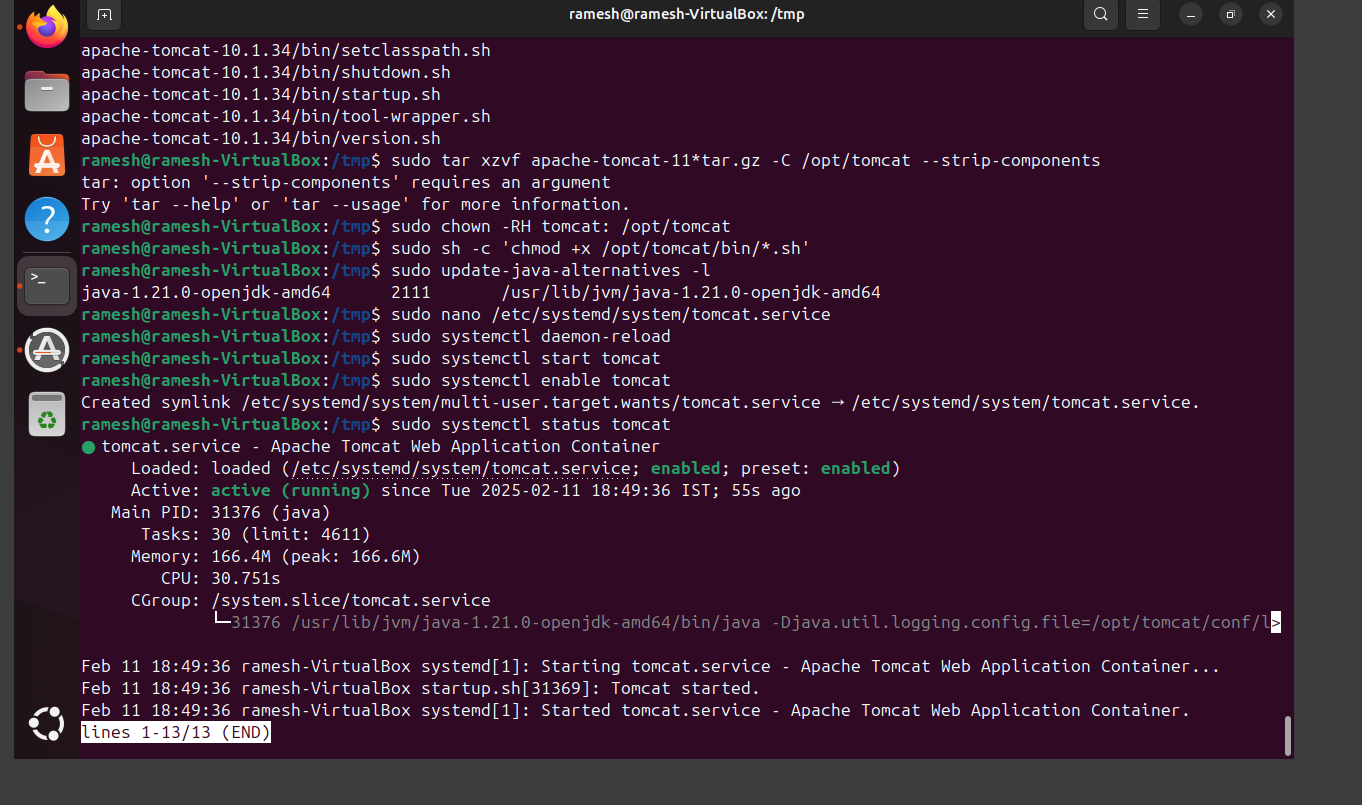 ramesh@ramesh-VirtualBox: /tmp
apache-tomcat-10.1.34/bin/setclasspath.sh
apache-tomcat-10.1.34/bin/shutdown.sh
apache-tomcat-10.1.34/bin/startup.sh
apache-tomcat-10.1.34/bin/tool-wrapper.sh
apache-tomcat-10.1.34/bin/version.sh
ramesh@ramesh-VirtualBox:/tmp$ sudo tar xzvf apache-tomcat-11*tar.gz -C /opt/tomcat --strip-components
tar: option '--strip-components' requires an argument
Try 'tar --help' or 'tar --usage' for more information.
ramesh@ramesh-VirtualBox:/tmp$ sudo chown -RH tomcat: /opt/tomcat
ramesh@ramesh-VirtualBox:/tmp$ sudo sh -c 'chmod +x /opt/tomcat/bin/*.sh'
ramesh@ramesh-VirtualBox:/tmp$ sudo update-java-alternatives -l
java-1.21.0-openjdk-amd64      2111       /usr/lib/jvm/java-1.21.0-openjdk-amd64
ramesh@ramesh-VirtualBox:/tmp$ sudo nano /etc/systemd/system/tomcat.service
ramesh@ramesh-VirtualBox:/tmp$ sudo systemctl daemon-reload
ramesh@ramesh-VirtualBox:/tmp$ sudo systemctl start tomcat
ramesh@ramesh-VirtualBox:/tmp$ sudo systemctl enable tomcat
Created symlink /etc/systemd/system/multi-user.target.wants/tomcat.service → /etc/systemd/system/tomcat.service.
ramesh@ramesh-VirtualBox:/tmp$ sudo systemctl status tomcat
● tomcat.service - Apache Tomcat Web Application Container
     Loaded: loaded (/etc/systemd/system/tomcat.service; enabled; preset: enabled)
     Active: active (running) since Tue 2025-02-11 18:49:36 IST; 55s ago
   Main PID: 31376 (java)
      Tasks: 30 (limit: 4611)
     Memory: 166.4M (peak: 166.6M)
        CPU: 30.751s
     CGroup: /system.slice/tomcat.service
             └─31376 /usr/lib/jvm/java-1.21.0-openjdk-amd64/bin/java -Djava.util.logging.config.file=/opt/tomcat/conf/l>
Feb 11 18:49:36 ramesh-VirtualBox systemd[1]: Starting tomcat.service - Apache Tomcat Web Application Container...
Feb 11 18:49:36 ramesh-VirtualBox startup.sh[31369]: Tomcat started.
Feb 11 18:49:36 ramesh-VirtualBox systemd[1]: Started tomcat.service - Apache Tomcat Web Application Container.
lines 1-13/13 (END)